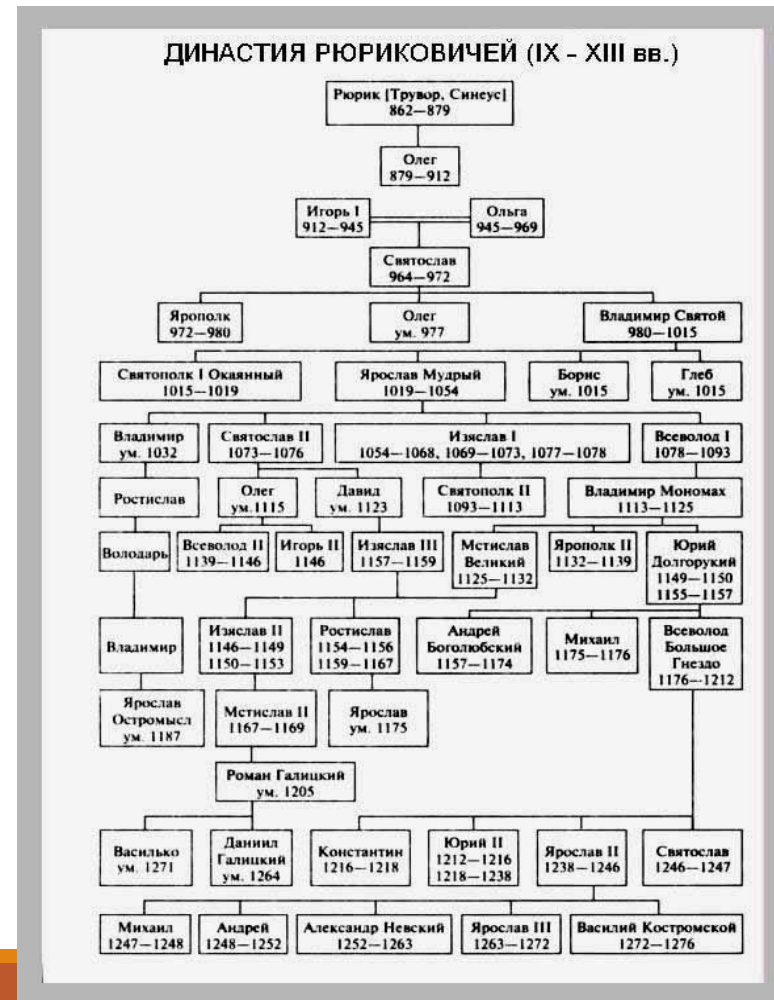 ДИНАСТИЯ РЮРИКОВИЧЕЙ (IX – XIII вв.)
Рюрик [Трувор, Синеус]
862—879
Олег
879—912
Игорь I
912—945
Ольга
945—969
Святослав
964—972
Ярополк
972—980
Олег
ум. 977
Владимир Святой
980—1015
Святополк I Окаянный
1015—1019
Ярослав Мудрый
1019—1054
Борис
ум. 1015
Глеб
ум. 1015
Владимир
ум. 1032
Святослав II
1073—1076
Изяслав I
1054—1068, 1069—1073, 1077—1078
Всеволод I
1078—1093
Ростислав
Олег
ум.1115
Давид
ум. 1123
Святополк II
1093—1113
Владимир Мономах
1113—1125
Володарь
Всеволод II
1139—1146
Игорь II
1146
Изяслав III
1157—1159
Мстислав
Великий
1125—1132
Ярополк II
1132—1139
Юрий
Долгорукий
1149—1150
1155—1157
Владимир
Изяслав II
1146—1149
1150—1153
Ростислав
1154—1156
1159—1167
Андрей
Боголюбский
1157—1174
Михаил
1175—1176
Всеволод
Большое
Гнездо
1176—1212
Ярослав
Остромысл
ум. 1187
Мстислав II
1167—1169
Ярослав
ум. 1175
Роман Галицкий
ум. 1205
Василько
ум. 1271
Даниил
Галицкий
ум. 1264
Константин
1216—1218
Юрий II
1212—1216
1218—1238
Ярослав II
1238—1246
Святослав
1246—1247
Михаил
1247—1248
Андрей
1248—1252
Александр Невский
1252—1263
Ярослав III
1263—1272
Василий Костромской
1272—1276